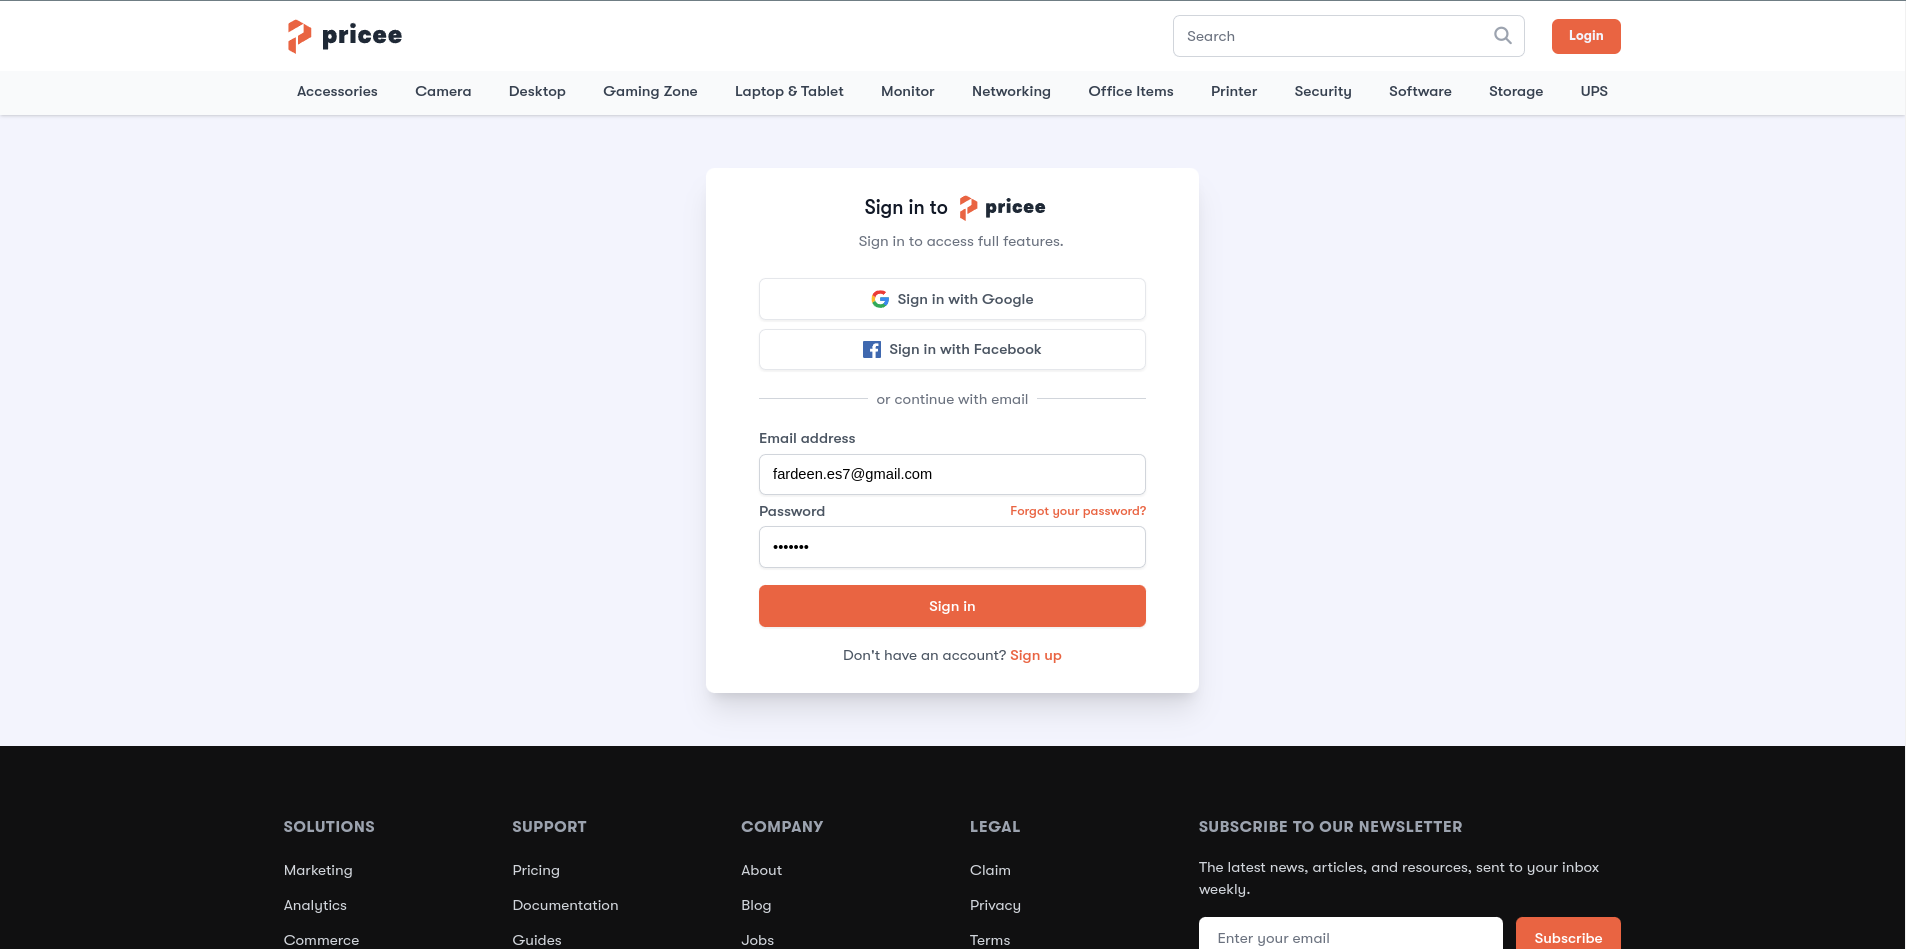 pricee
Search
Login
Accessories Camera Desktop Gaming Zone Laptop & Tablet Monitor Networking Office Items Printer Security Software Storage UPS
Sign in to pricee
Sign in to access full features.
Sign in with Google
Sign in with Facebook
or continue with email
Email address
fardeen.es7@gmail.com
Password Forgot your password?
•••••••
Sign in
Don't have an account? Sign up
SOLUTIONS
Marketing
Analytics
Commerce
SUPPORT
Pricing
Documentation
Guides
COMPANY
About
Blog
Jobs
LEGAL
Claim
Privacy
Terms
SUBSCRIBE TO OUR NEWSLETTER
The latest news, articles, and resources, sent to your inbox
weekly.
Enter your email Subscribe